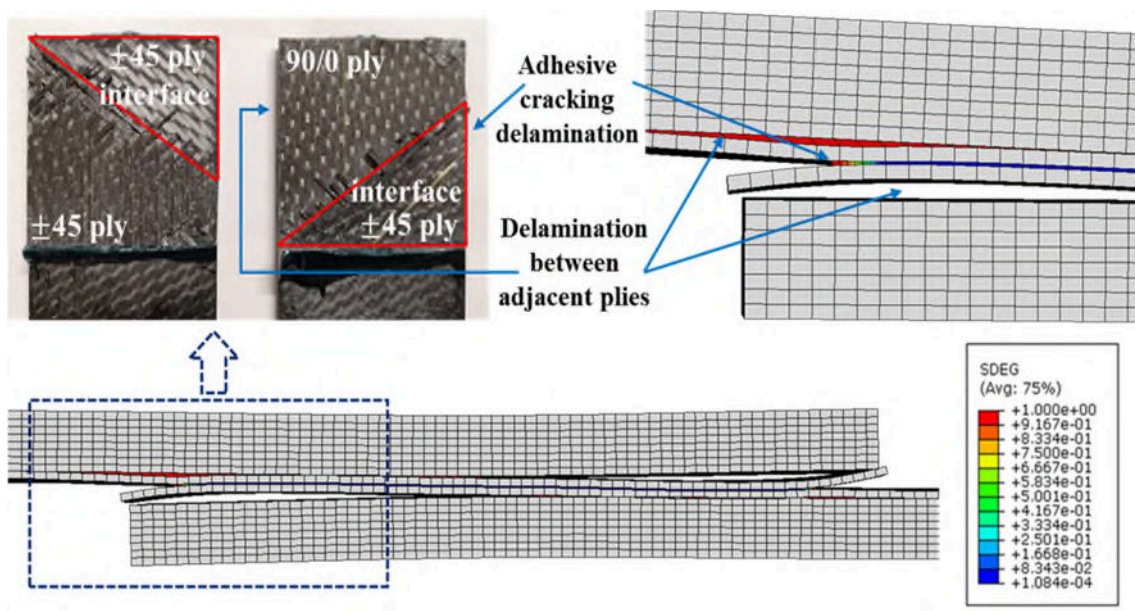 ±45 ply
interface
±45 ply
90/0 ply
interface
±45 ply
Adhesive
cracking
delamination
Delamination
between
adjacent plies
SDEG
(Avg: 75%)
+1.000e+00
+9.167e-01
+8.334e-01
+7.500e-01
+6.667e-01
+5.834e-01
+5.001e-01
+4.167e-01
+3.334e-01
+2.501e-01
+1.668e-01
+8.343e-02
+1.084e-04